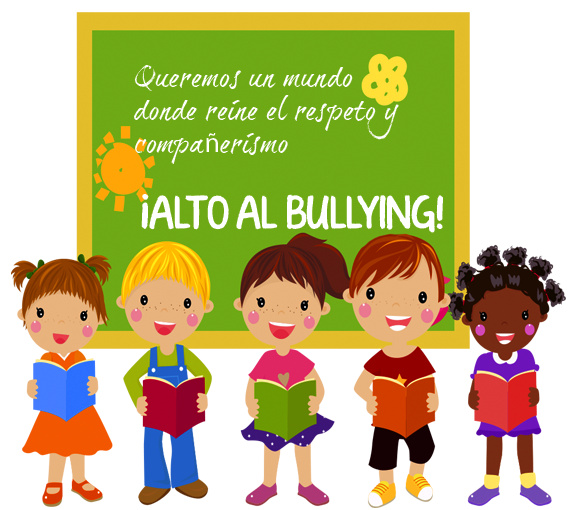 Queremos un mundo
donde reine el respeto y
compañerismo
¡ALTO AL BULLYING!